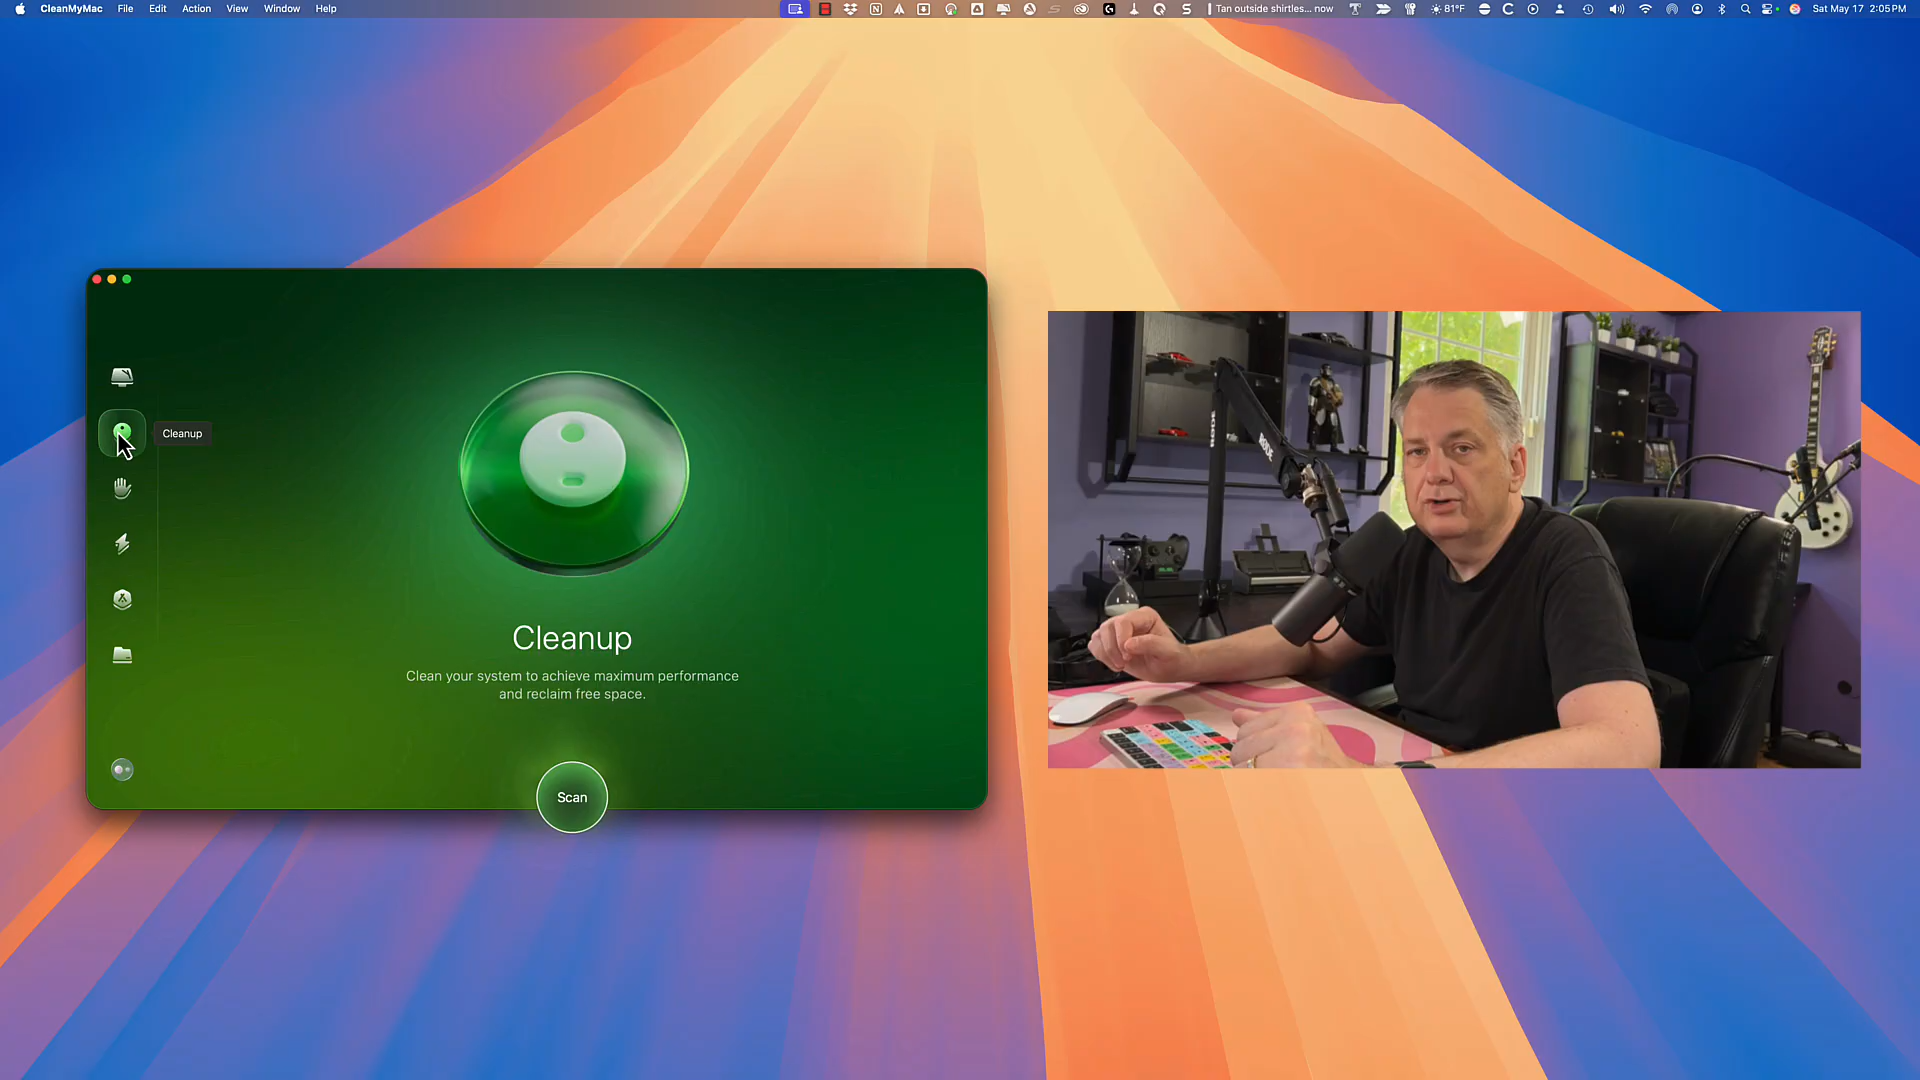 CleanMyMac File Edit Action View Window Help
Tan outside shirtles... now 81°F Sat May 17 2:05 PM
Cleanup
Cleanup
Clean your system to achieve maximum performance
and reclaim free space.
Scan
RODE